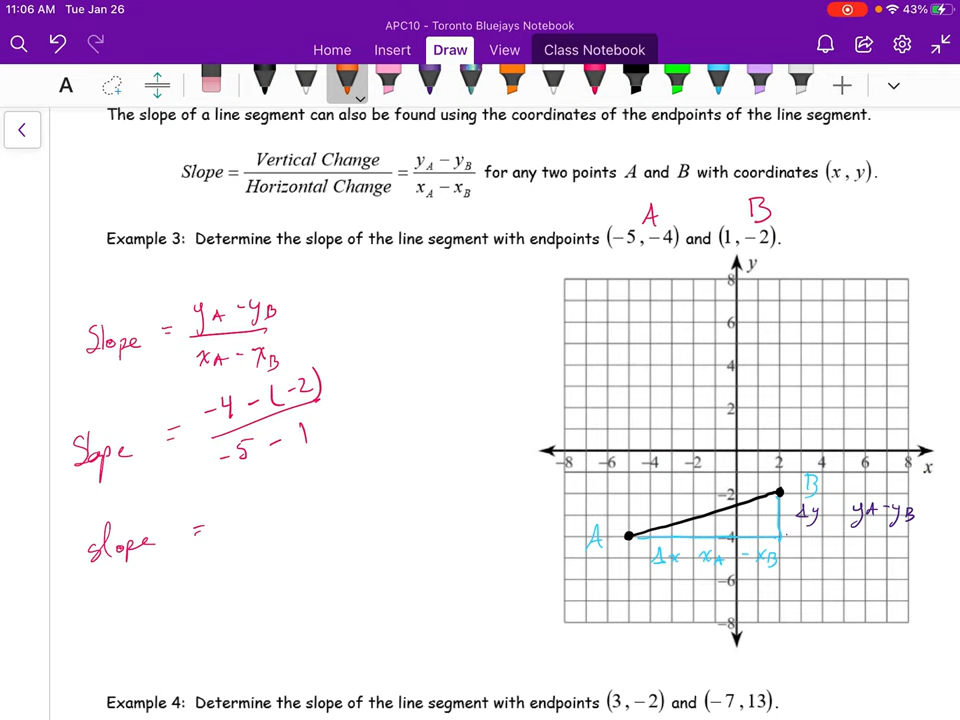 11:06 AM Tue Jan 26
43%
APC10 - Toronto Bluejays Notebook
Home Insert Draw View Class Notebook
A
The slope of a line segment can also be found using the coordinates of the endpoints of the line segment.
Slope = Vertical Change / Horizontal Change = y_A − y_B / x_A − x_B for any two points A and B with coordinates (x , y).
A B
Example 3: Determine the slope of the line segment with endpoints (−5 , −4) and (1 , −2).
Slope = y_A - y_B / x_A - x_B
Slope = -4 - (-2) / -5 - 1
slope =
y
8
6
4
2
−8 −6 −4 −2 2 4 6 8 x
−2
−4
−6
−8
B
Δy y_A - y_B
A
Δx x_A - x_B
Example 4: Determine the slope of the line segment with endpoints (3 , −2) and (−7 , 13).